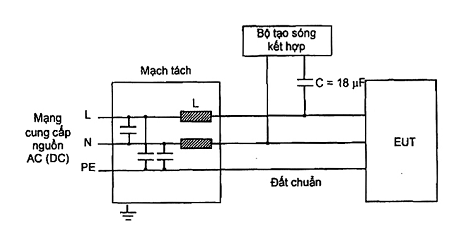 Bộ tạo sóng
kết hợp
Mạch tách
C = 18 µF
L
L
Mạng
cung cấp
nguồn
AC (DC)
N
EUT
PE
Đất chuẩn